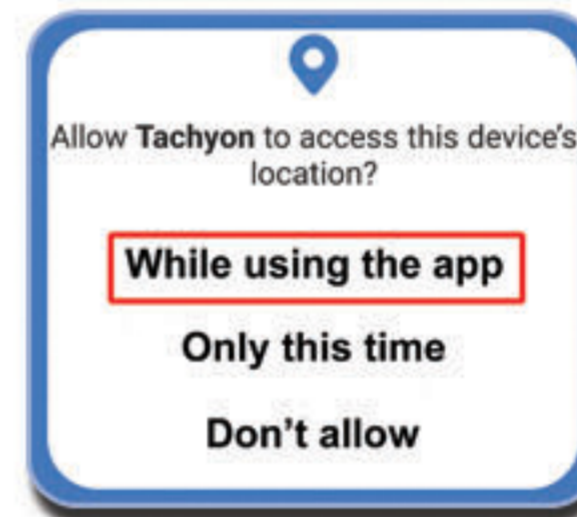 Allow Tachyon to access this device's
location?
While using the app
Only this time
Don't allow